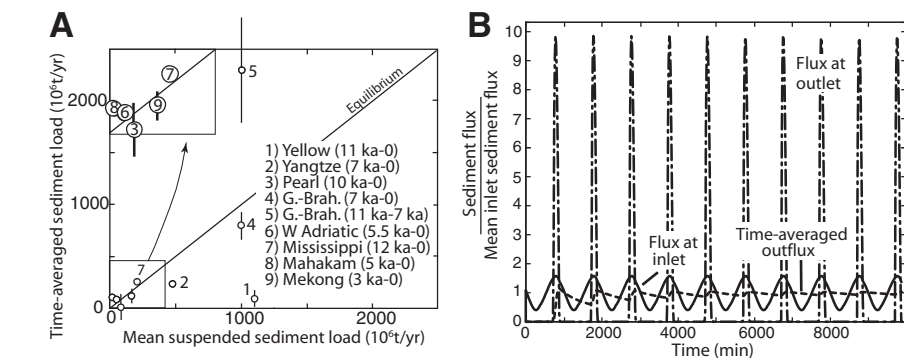 A
Time-averaged sediment load (10⁶t/yr)
2000
1000
0
8
6
7
9
3
5
Equilibrium
1) Yellow (11 ka-0)
2) Yangtze (7 ka-0)
3) Pearl (10 ka-0)
4) G.-Brah. (7 ka-0)
5) G.-Brah. (11 ka-7 ka)
6) W Adriatic (5.5 ka-0)
7) Mississippi (12 ka-0)
8) Mahakam (5 ka-0)
9) Mekong (3 ka-0)
4
7
2
1
0 1000 2000
Mean suspended sediment load (10⁶t/yr)
B
Sediment flux
Mean inlet sediment flux
10
9
8
7
6
5
4
3
2
1
0
Flux at
outlet
Flux at
inlet
Time-averaged
outflux
0 2000 4000 6000 8000
Time (min)